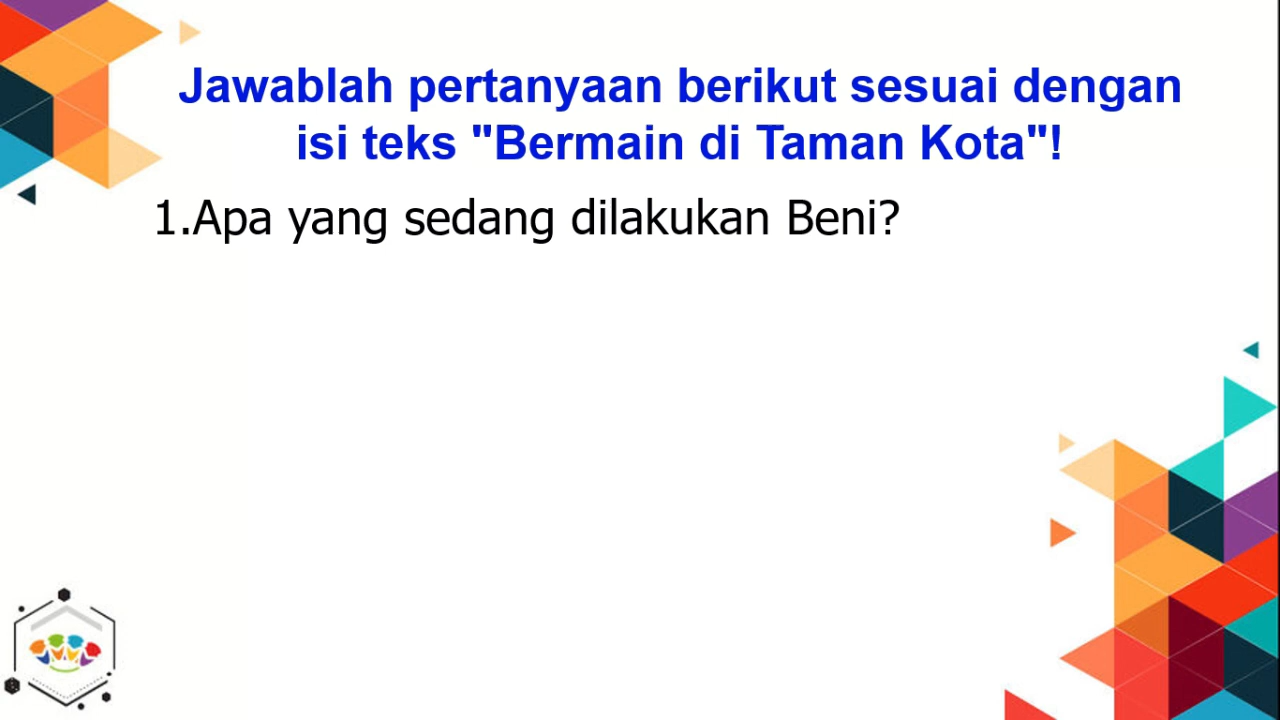 Jawablah pertanyaan berikut sesuai dengan
isi teks "Bermain di Taman Kota"!
1.Apa yang sedang dilakukan Beni?